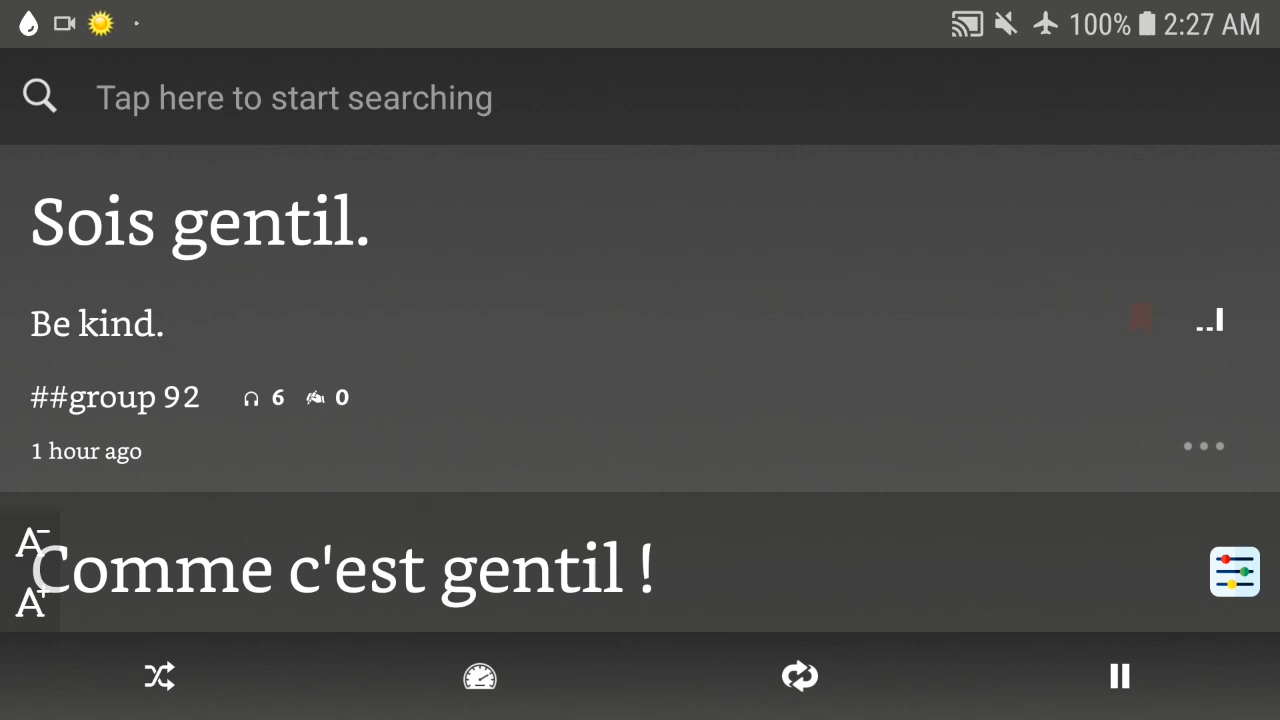 100% 2:27 AM
Tap here to start searching
Sois gentil.
Be kind.
##group 92 6 0
1 hour ago
A-
Comme c'est gentil !
A+